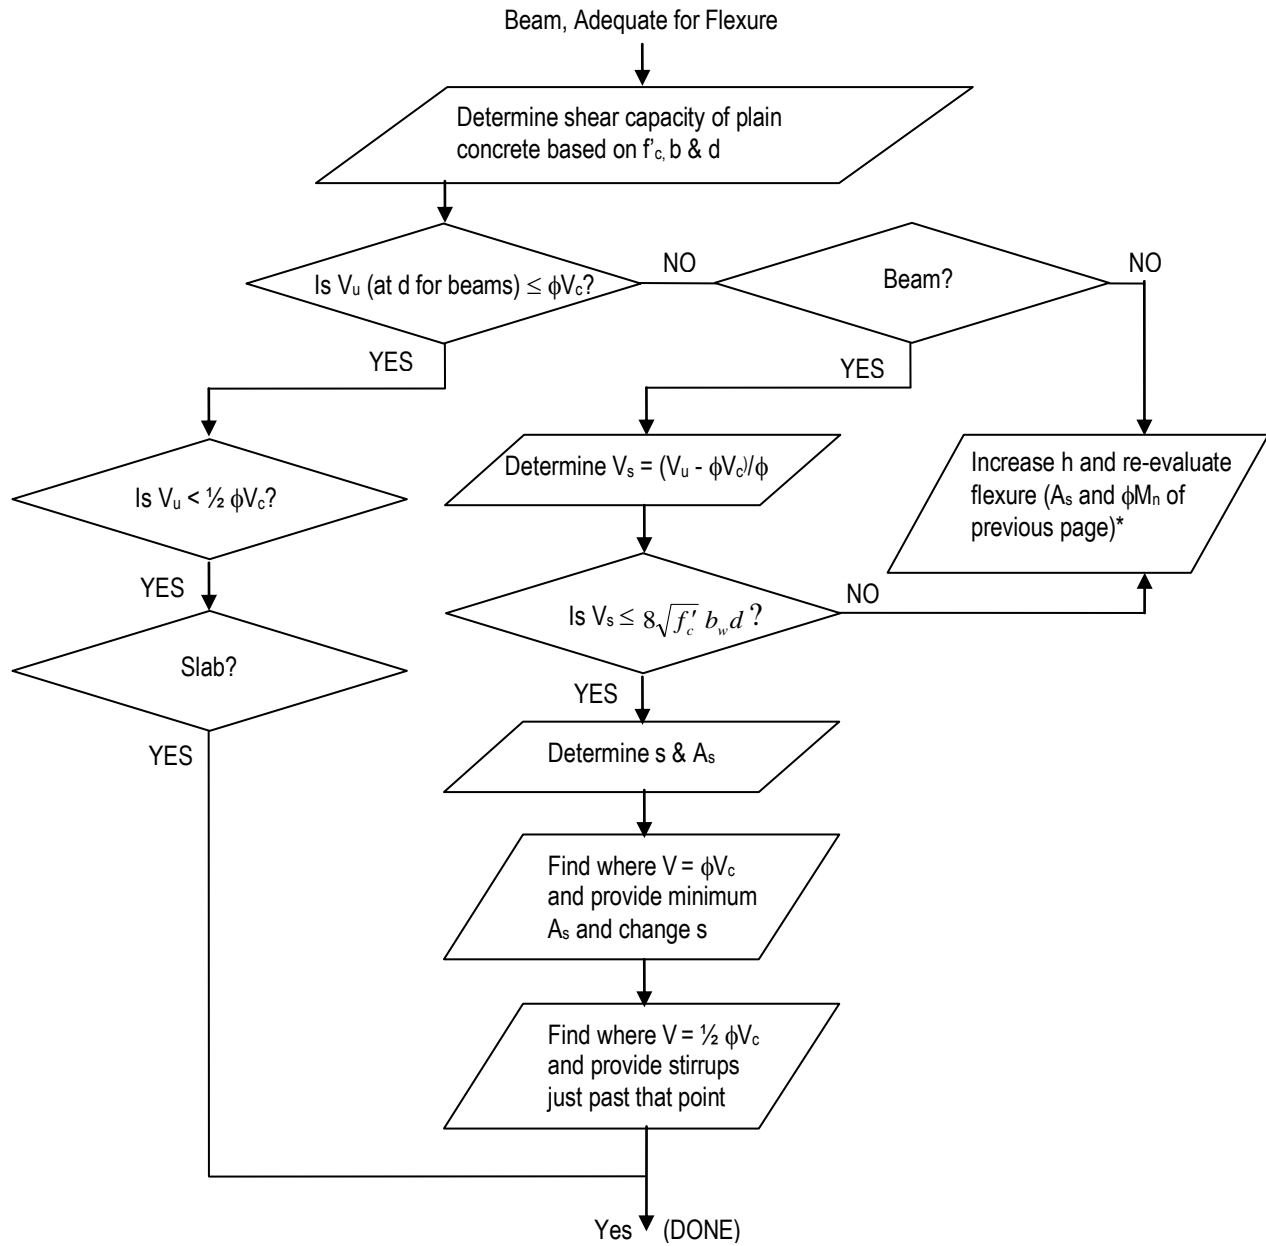 Beam, Adequate for Flexure
Determine shear capacity of plain
concrete based on f'c, b & d
Is Vu (at d for beams) ≤ ϕVc?
NO
Beam?
NO
YES
YES
Is Vu < ½ ϕVc?
Determine Vs = (Vu - ϕVc)/ϕ
Increase h and re-evaluate
flexure (As and ϕMn of
previous page)*
YES
Is Vs ≤ 8√f′c bwd ?
NO
Slab?
YES
YES
Determine s & As
Find where V = ϕVc
and provide minimum
As and change s
Find where V = ½ ϕVc
and provide stirrups
just past that point
Yes (DONE)